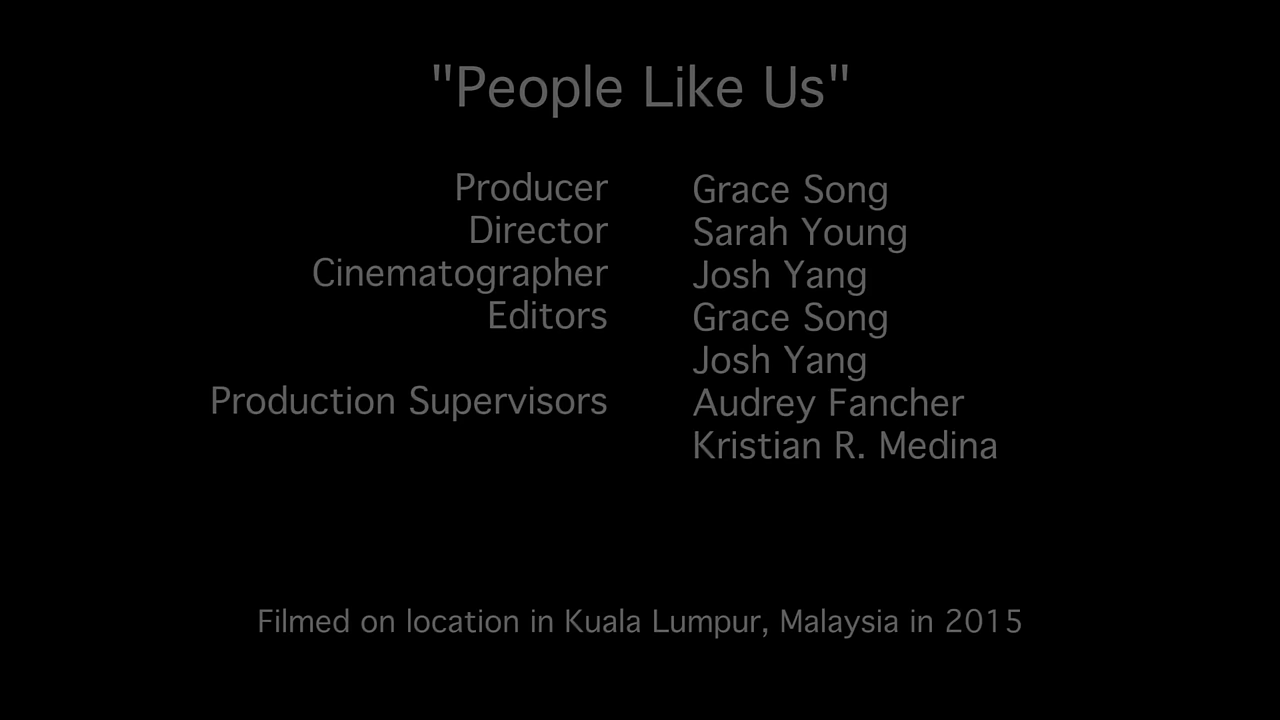 "People Like Us"
Producer Grace Song
Director Sarah Young
Cinematographer Josh Yang
Editors Grace Song
Josh Yang
Production Supervisors Audrey Fancher
Kristian R. Medina
Filmed on location in Kuala Lumpur, Malaysia in 2015